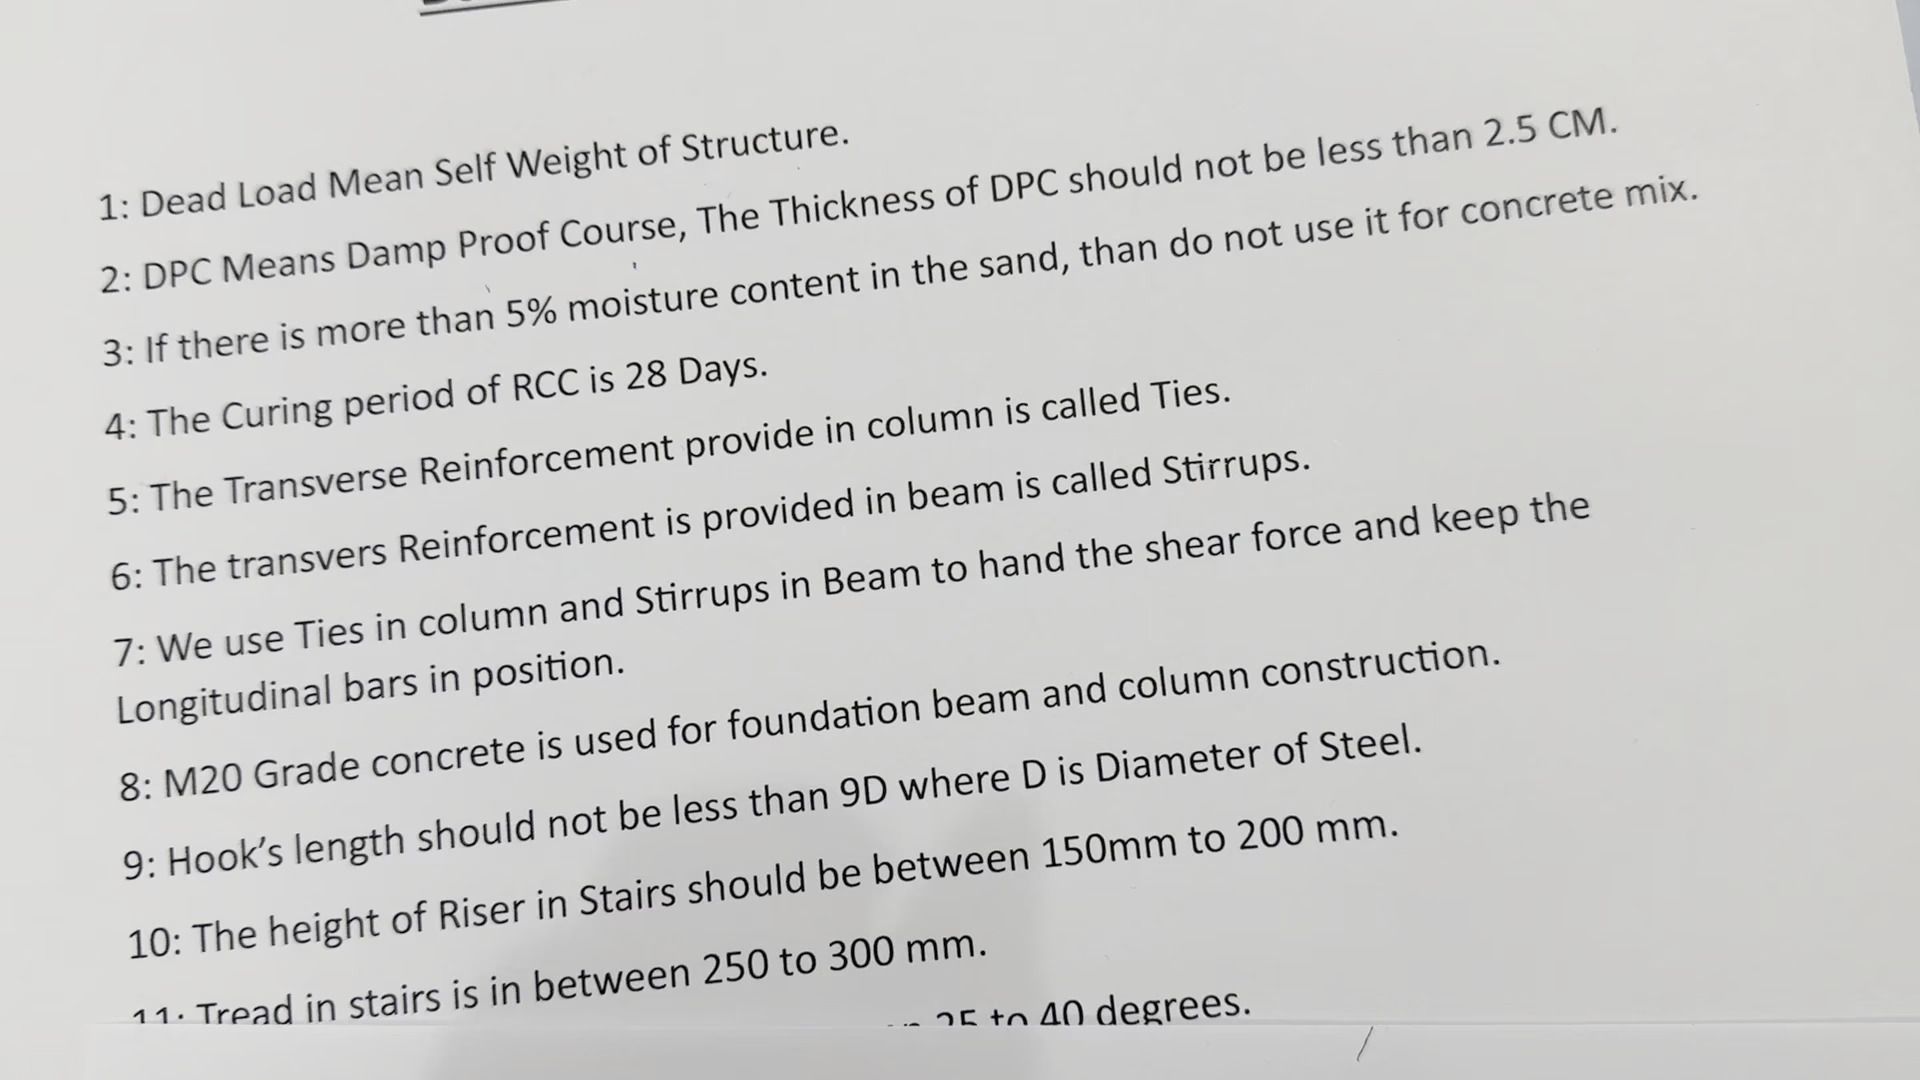 1: Dead Load Mean Self Weight of Structure.
2: DPC Means Damp Proof Course, The Thickness of DPC should not be less than 2.5 CM.
3: If there is more than 5% moisture content in the sand, than do not use it for concrete mix.
4: The Curing period of RCC is 28 Days.
5: The Transverse Reinforcement provide in column is called Ties.
6: The transvers Reinforcement is provided in beam is called Stirrups.
7: We use Ties in column and Stirrups in Beam to hand the shear force and keep the
Longitudinal bars in position.
8: M20 Grade concrete is used for foundation beam and column construction.
9: Hook’s length should not be less than 9D where D is Diameter of Steel.
10: The height of Riser in Stairs should be between 150mm to 200 mm.
11: Tread in stairs is in between 250 to 300 mm.
25 to 40 degrees.